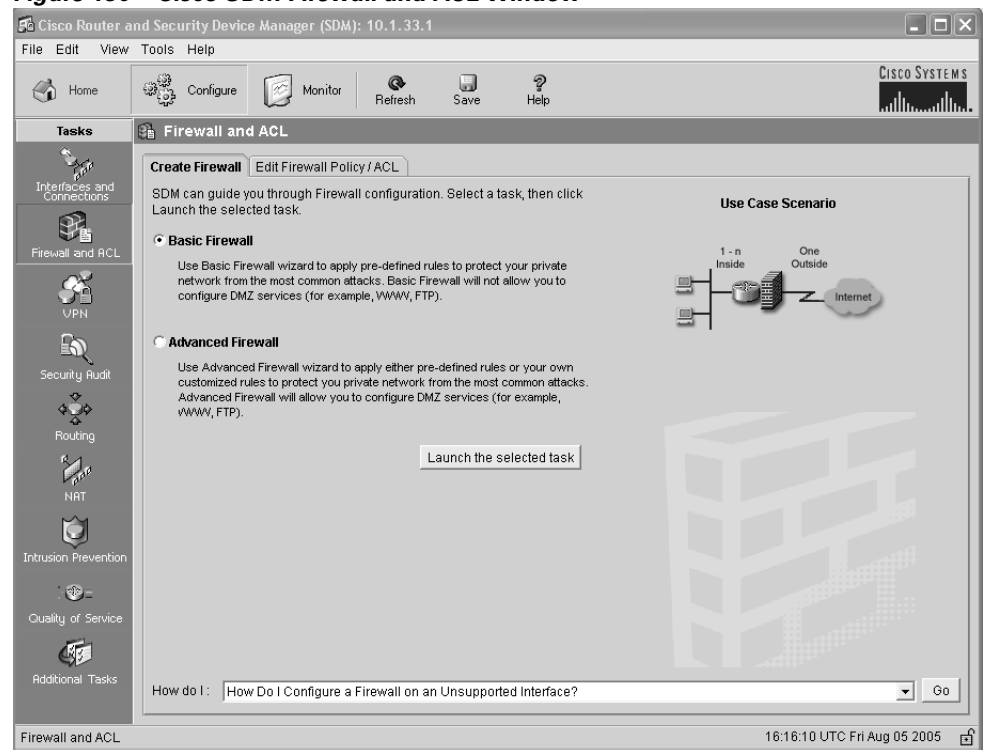 Cisco Router and Security Device Manager (SDM): 10.1.33.1
File Edit View Tools Help
Home Configure Monitor Refresh Save Help
CISCO SYSTEMS
Tasks
Firewall and ACL
Interfaces and
Connections
Firewall and ACL
VPN
Security Audit
Routing
NAT
Intrusion Prevention
Quality of Service
Additional Tasks
Create Firewall Edit Firewall Policy / ACL
SDM can guide you through Firewall configuration. Select a task, then click
Launch the selected task.
Basic Firewall
Use Basic Firewall wizard to apply pre-defined rules to protect your private
network from the most common attacks. Basic Firewall will not allow you to
configure DMZ services (for example, WWW, FTP).
Advanced Firewall
Use Advanced Firewall wizard to apply either pre-defined rules or your own
customized rules to protect you private network from the most common attacks.
Advanced Firewall will allow you to configure DMZ services (for example,
WWW, FTP).
Launch the selected task
Use Case Scenario
1 - n
Inside
One
Outside
Internet
How do I : How Do I Configure a Firewall on an Unsupported Interface? Go
Firewall and ACL 16:16:10 UTC Fri Aug 05 2005